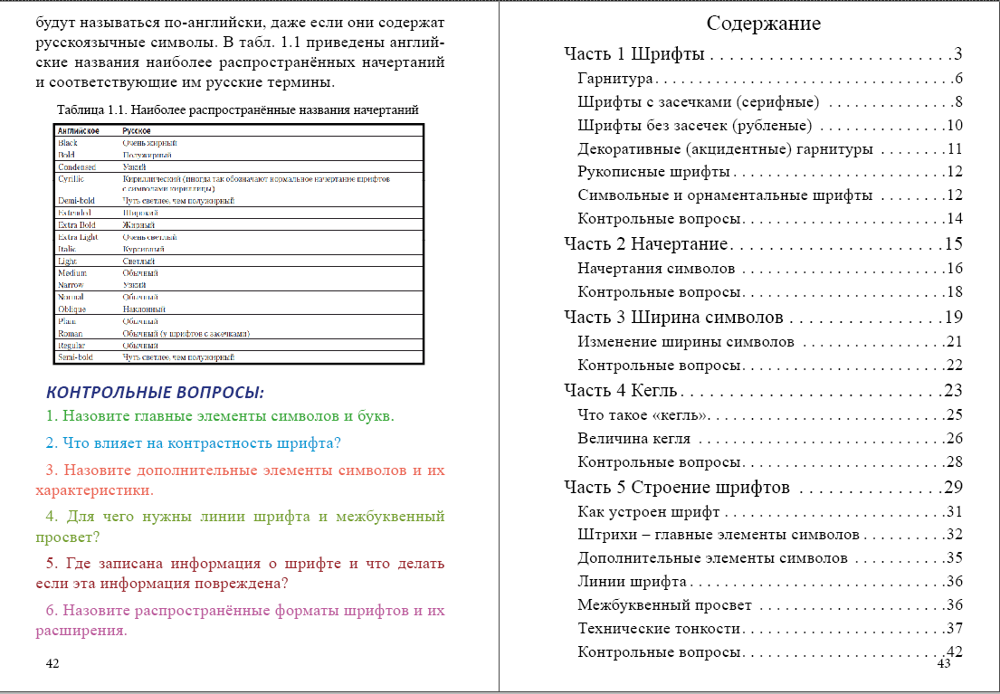 будут называться по-английски, даже если они содержат
русскоязычные символы. В табл. 1.1 приведены англий-
ские названия наиболее распространённых начертаний
и соответствующие им русские термины.
Таблица 1.1. Наиболее распространённые названия начертаний
Английское Русское
Black Очень жирный
Bold Полужирный
Condensed Узкий
Cyrillic Кириллический (иногда так обозначают нормальное начертание шрифтов
с символами кириллицы)
Demi-bold Чуть светлее, чем полужирный
Extended Широкий
Extra Bold Жирный
Extra Light Очень светлый
Italic Курсивный
Light Светлый
Medium Обычный
Narrow Узкий
Normal Обычный
Oblique Наклонный
Plain Обычный
Roman Обычный (у шрифтов с засечками)
Regular Обычный
Semi-bold Чуть светлее, чем полужирный
КОНТРОЛЬНЫЕ ВОПРОСЫ:
1. Назовите главные элементы символов и букв.
2. Что влияет на контрастность шрифта?
3. Назовите дополнительные элементы символов и их
характеристики.
4. Для чего нужны линии шрифта и межбуквенный
просвет?
5. Где записана информация о шрифте и что делать
если эта информация повреждена?
6. Назовите распространённые форматы шрифтов и их
расширения.
42
Содержание
Часть 1 Шрифты . . . . . . . . . . . . . . . . . . . . . . . . 3
Гарнитура . . . . . . . . . . . . . . . . . . . . . . . . . . . . . . 6
Шрифты с засечками (серифные) . . . . . . . . . . . . . 8
Шрифты без засечек (рубленые) . . . . . . . . . . . . . 10
Декоративные (акцидентные) гарнитуры . . . . . . . . 11
Рукописные шрифты . . . . . . . . . . . . . . . . . . . . . 12
Символьные и орнаментальные шрифты . . . . . . . . 12
Контрольные вопросы . . . . . . . . . . . . . . . . . . . . 14
Часть 2 Начертание . . . . . . . . . . . . . . . . . . . . . . 15
Начертания символов . . . . . . . . . . . . . . . . . . . . 16
Контрольные вопросы . . . . . . . . . . . . . . . . . . . . 18
Часть 3 Ширина символов . . . . . . . . . . . . . . . . 19
Изменение ширины символов . . . . . . . . . . . . . . . 21
Контрольные вопросы . . . . . . . . . . . . . . . . . . . . 22
Часть 4 Кегль . . . . . . . . . . . . . . . . . . . . . . . . . . 23
Что такое «кегль» . . . . . . . . . . . . . . . . . . . . . . . . 25
Величина кегля . . . . . . . . . . . . . . . . . . . . . . . . . 26
Контрольные вопросы . . . . . . . . . . . . . . . . . . . . 28
Часть 5 Строение шрифтов . . . . . . . . . . . . . . . 29
Как устроен шрифт . . . . . . . . . . . . . . . . . . . . . . 31
Штрихи – главные элементы символов . . . . . . . . . 32
Дополнительные элементы символов . . . . . . . . . . 35
Линии шрифта . . . . . . . . . . . . . . . . . . . . . . . . . 36
Межбуквенный просвет . . . . . . . . . . . . . . . . . . . 36
Технические тонкости . . . . . . . . . . . . . . . . . . . . 37
Контрольные вопросы . . . . . . . . . . . . . . . . . . . . 42
43